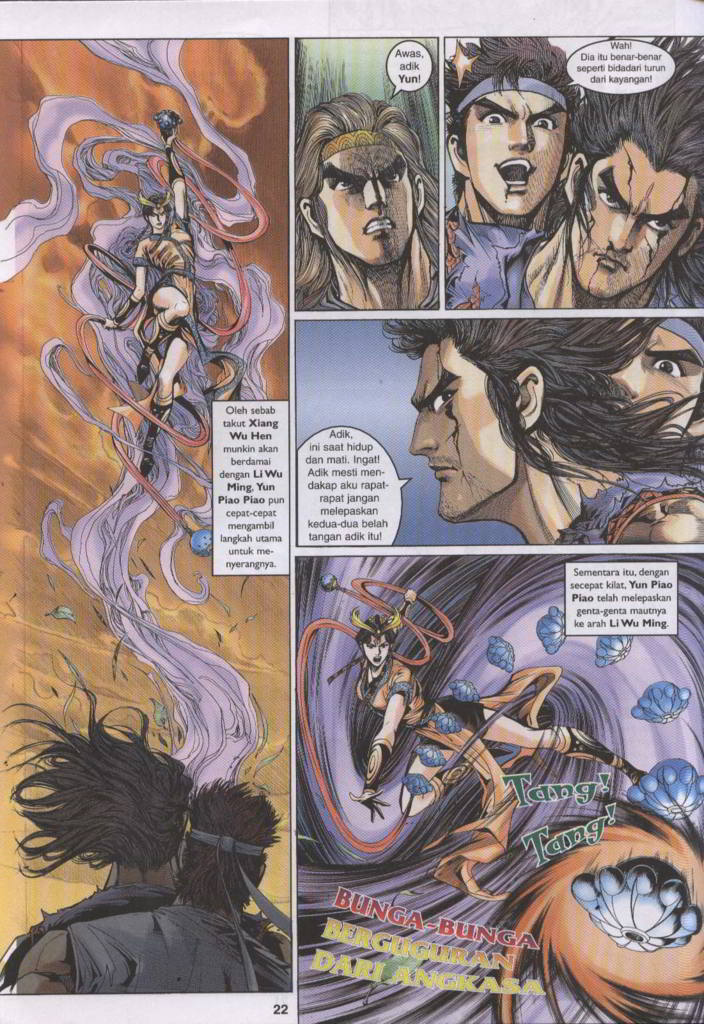 Oleh sebab
takut Xiang
Wu Hen
munkin akan
berdamai
dengan Li Wu
Ming, Yun
Piao Piao pun
cepat-cepat
mengambil
langkah utama
untuk me-
nyerangnya.
Awas,
adik
Yun!
Wah!
Dia itu benar-benar
seperti bidadari turun
dari kayangan!
Adik,
ini saat hidup
dan mati. Ingat!
Adik mesti men-
dakap aku rapat-
rapat jangan
melepaskan
kedua-dua belah
tangan adik itu!
Sementara itu, dengan
secepat kilat, Yun Piao
Piao telah melepaskan
genta-genta mautnya
ke arah Li Wu Ming.
Tang!
Tang!
BUNGA-BUNGA
BERGUGURAN
DARI ANGKASA
22